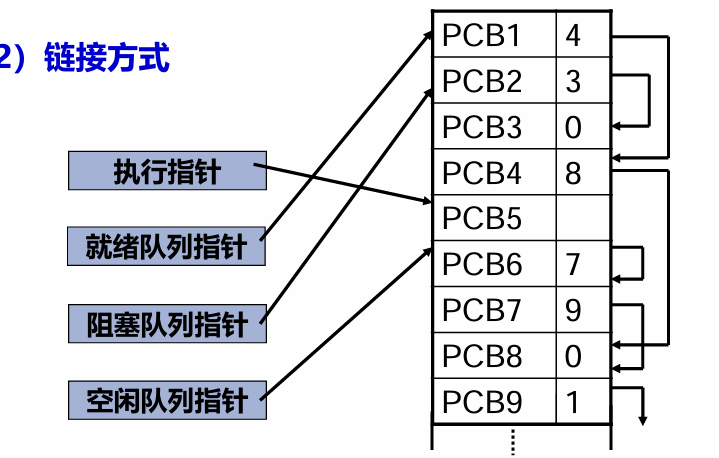 2）链接方式
执行指针
就绪队列指针
阻塞队列指针
空闲队列指针
PCB1 4
PCB2 3
PCB3 0
PCB4 8
PCB5
PCB6 7
PCB7 9
PCB8 0
PCB9 1